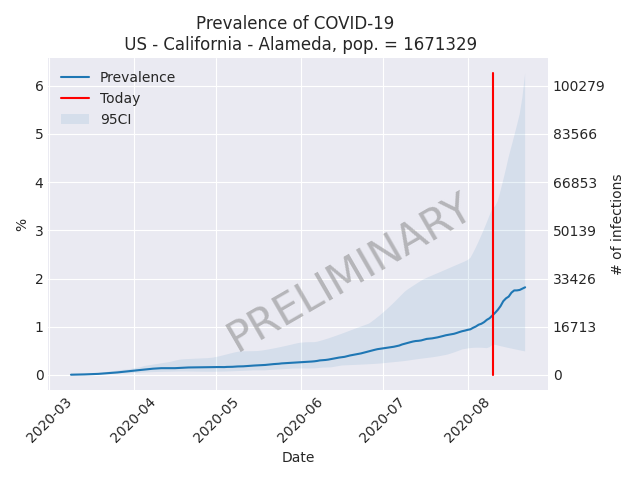 Prevalence of COVID-19
US - California - Alameda, pop. = 1671329
Prevalence
Today
95CI
PRELIMINARY
%
6
5
4
3
2
1
0
100279
83566
66853
50139
33426
16713
0
# of infections
2020-03
2020-04
2020-05
2020-06
2020-07
2020-08
Date